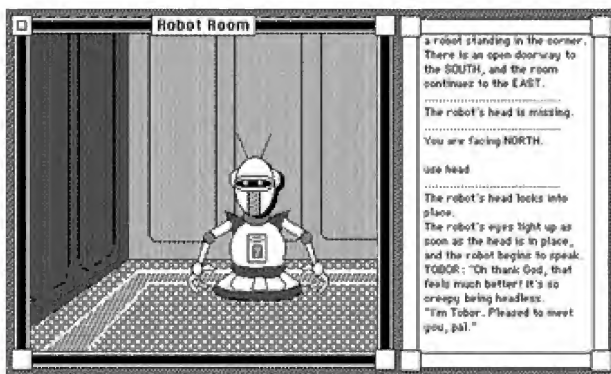 Robot Room
a robot standing in the corner.
There is an open doorway to
the SOUTH, and the room
continues to the EAST.
The robot's head is missing.
You are facing NORTH.
use head
The robot's head locks into
place.
The robot's eyes light up as
soon as the head is in place,
and the robot begins to speak.
TOBOR: "Oh thank God, that
feels much better! It's so
creepy being headless.
"I'm Tobor. Pleased to meet
you, pal."